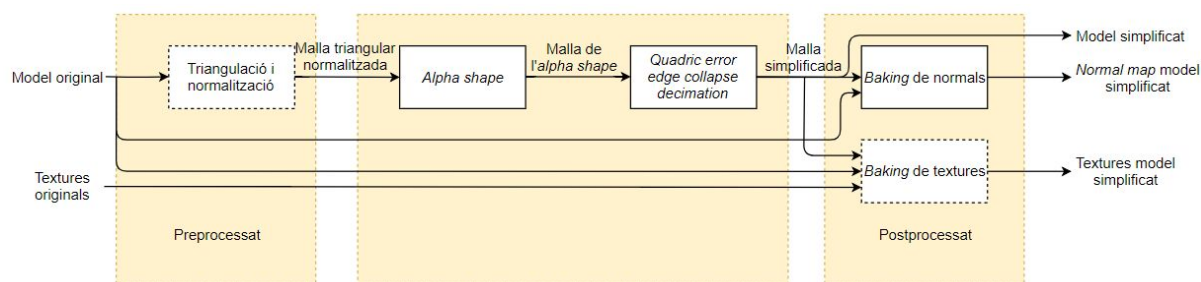 Model original
Triangulació i
normalització
Malla triangular
normalitzada
Alpha shape
Malla de
l'alpha shape
Quadric error
edge collapse
decimation
Malla
simplificada
Baking de normals
Model simplificat
Normal map model
simplificat
Textures
originals
Baking de textures
Textures model
simplificat
Preprocessat
Postprocessat